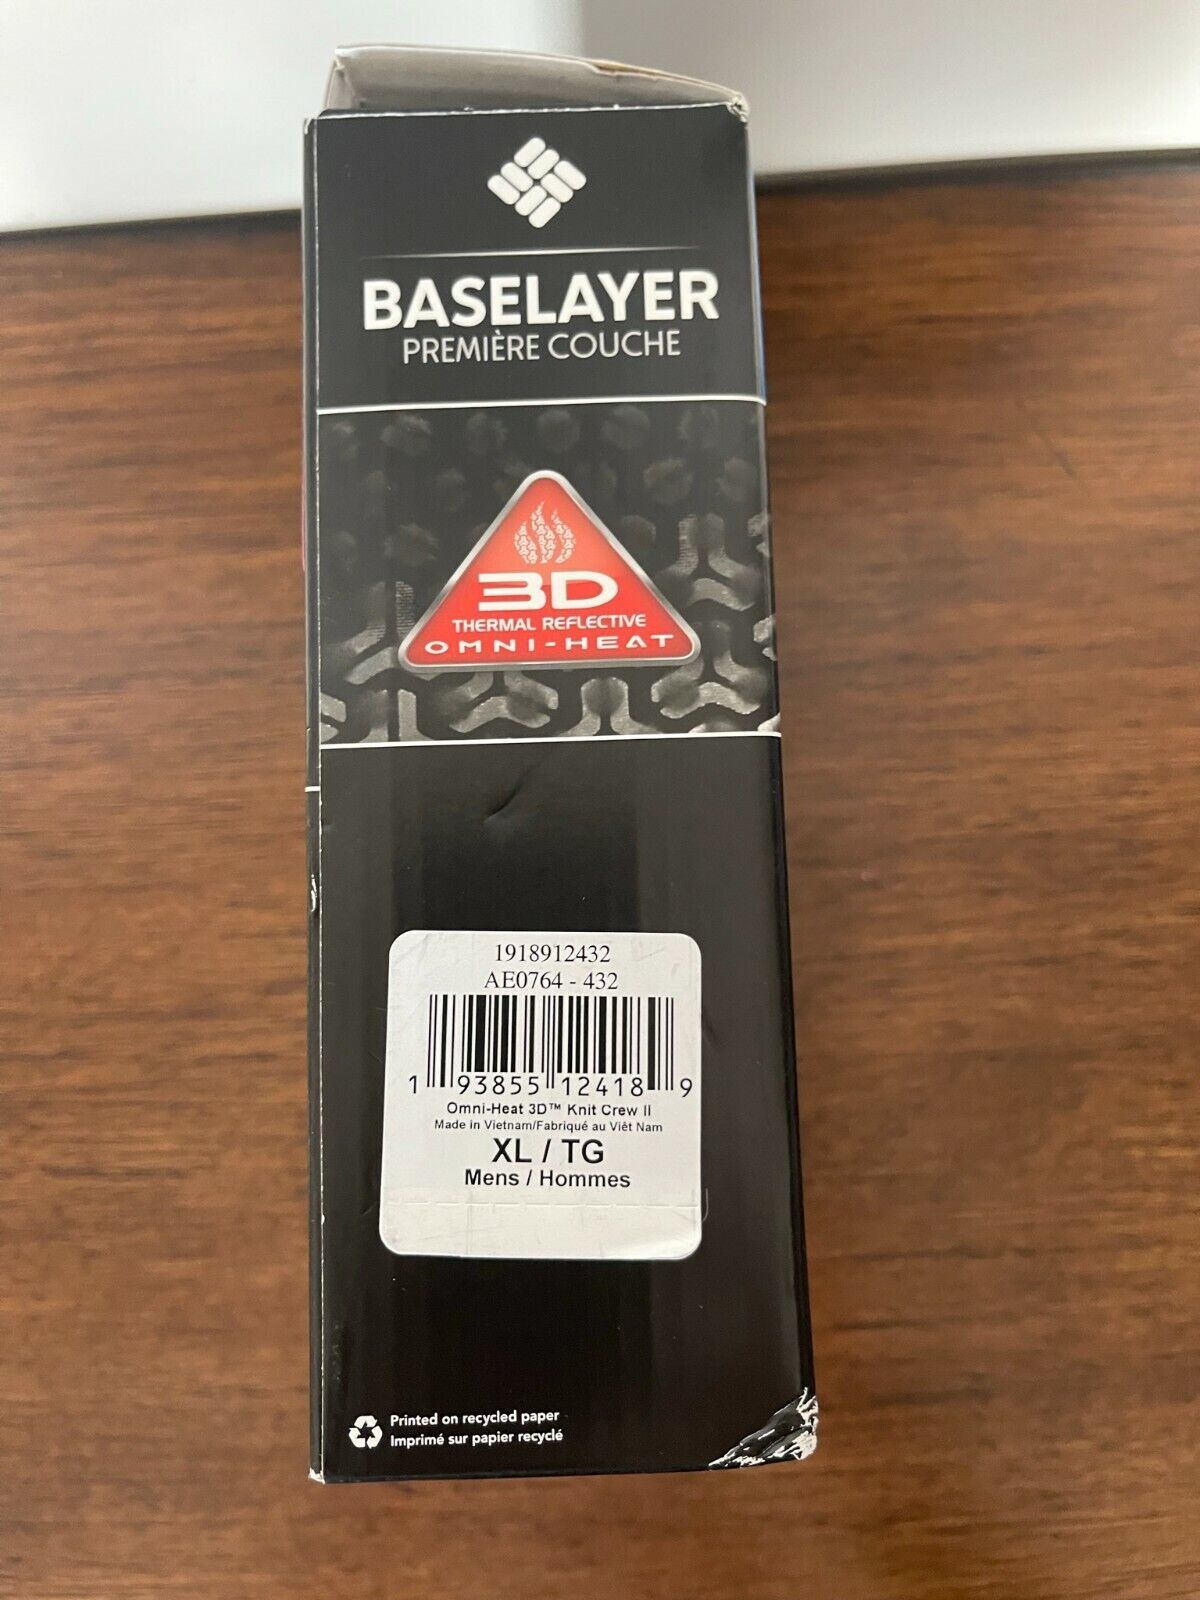 BASELAYER
PREMIÈRE COUCHE
3D
THERMAL REFLECTIVE
OMNI-HEAT
1918912432
AE0764 - 432
1 93855 12418 9
Omni-Heat 3D™ Knit Crew II
Made in Vietnam/Fabriqué au Viêt Nam
XL / TG
Mens / Hommes
Printed on recycled paper
Imprimé sur papier recyclé